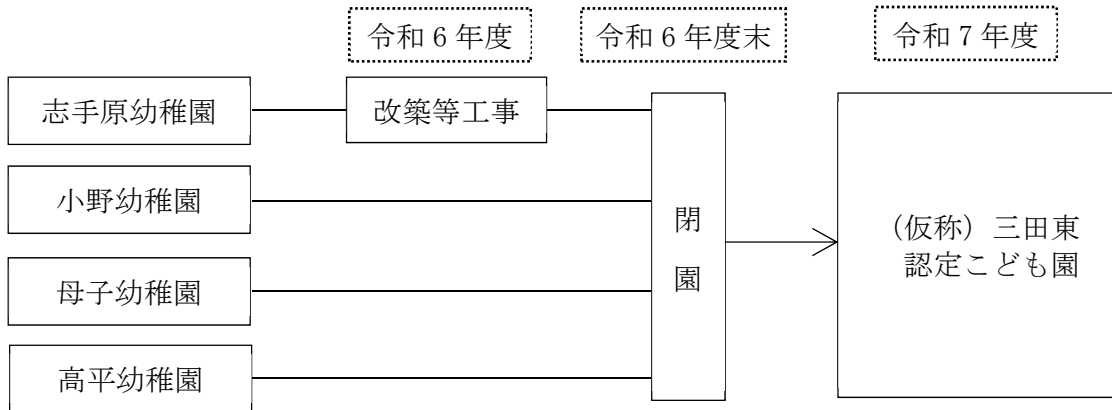 令和６年度
令和６年度末
令和７年度
志手原幼稚園
改築等工事
小野幼稚園
母子幼稚園
高平幼稚園
閉園
（仮称）三田東
認定こども園